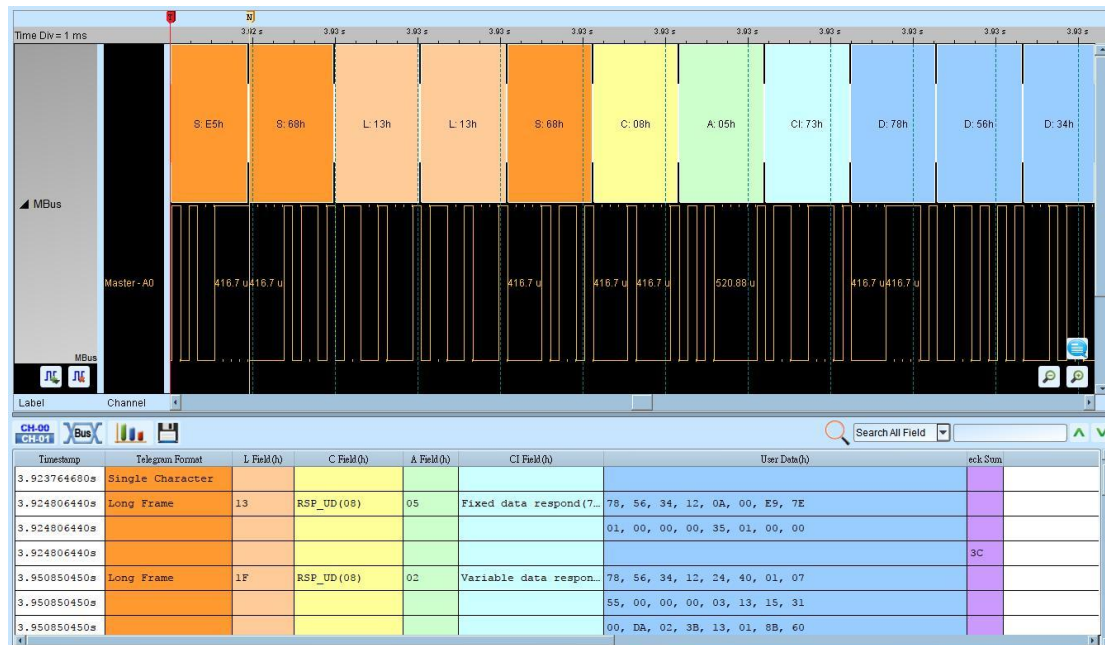 T N
Time Div = 1 ms 3.92 s 3.93 s 3.93 s 3.93 s 3.93 s 3.93 s 3.93 s 3.93 s 3.93 s 3.93 s 3.93 s
S: E5h S: 68h L: 13h L: 13h S: 68h C: 08h A: 05h CI: 73h D: 78h D: 56h D: 34h
MBus
Master - A0 416.7 u 416.7 u 416.7 u 416.7 u 416.7 u 520.88 u 416.7 u 416.7 u
MBus
Label Channel
CH-00
CH-01 Bus Search All Field
Timestamp Telegram Format L Field(h) C Field(h) A Field(h) CI Field(h) User Data(h) eck Sum
3.923764680s Single Character
3.924806440s Long Frame 13 RSP_UD(08) 05 Fixed data respond(7... 78, 56, 34, 12, 0A, 00, E9, 7E
3.924806440s 01, 00, 00, 00, 35, 01, 00, 00
3.924806440s 3C
3.950850450s Long Frame 1F RSP_UD(08) 02 Variable data respon... 78, 56, 34, 12, 24, 40, 01, 07
3.950850450s 55, 00, 00, 00, 03, 13, 15, 31
3.950850450s 00, DA, 02, 3B, 13, 01, 8B, 60